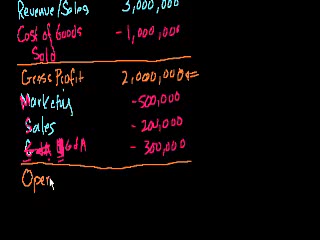 Revenue/Sales 3,000,000
Cost of Goods - 1,000,000
Sold
Gross Profit 2,000,000
Marketing -500,000
Sales - 200,000
G&A - 300,000
Oper